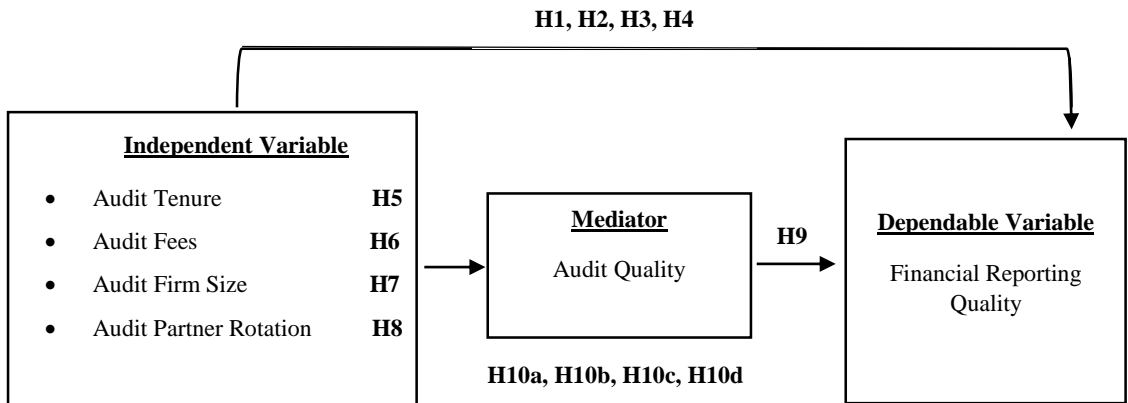 H1, H2, H3, H4
Independent Variable
• Audit Tenure H5
• Audit Fees H6
• Audit Firm Size H7
• Audit Partner Rotation H8
Mediator
Audit Quality
H10a, H10b, H10c, H10d
H9
Dependable Variable
Financial Reporting
Quality